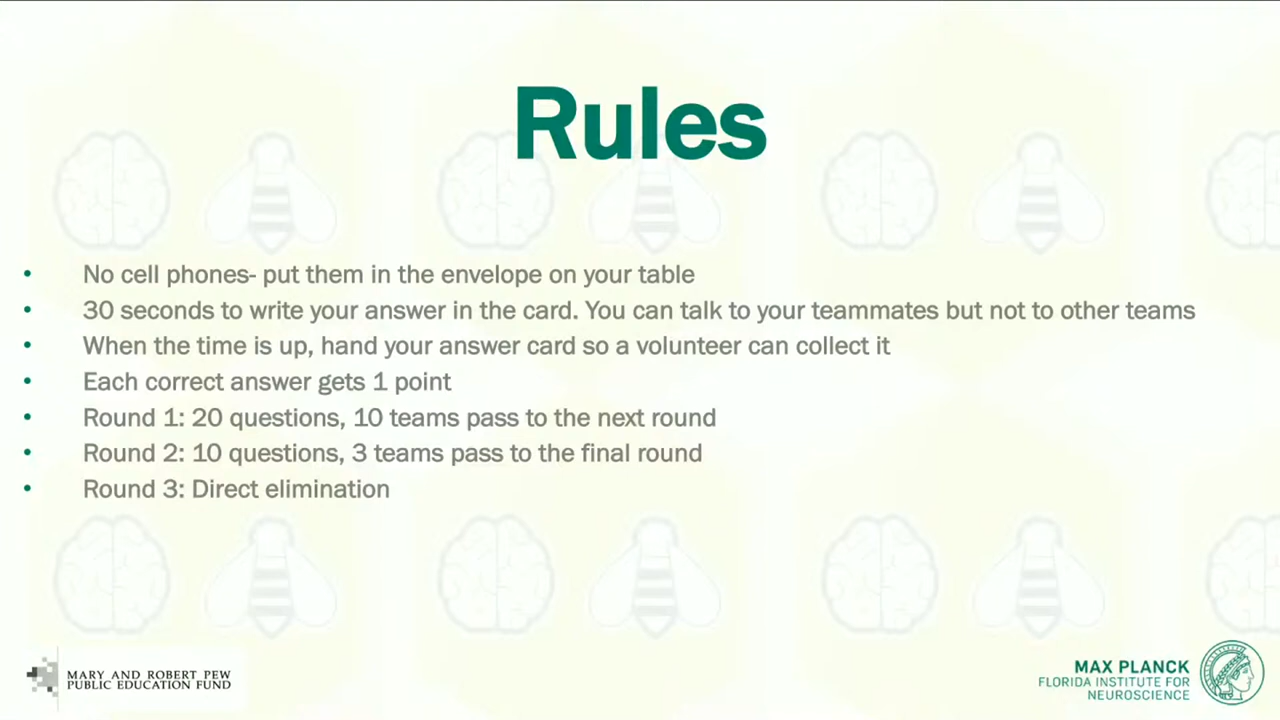 Rules
• No cell phones- put them in the envelope on your table
• 30 seconds to write your answer in the card. You can talk to your teammates but not to other teams
• When the time is up, hand your answer card so a volunteer can collect it
• Each correct answer gets 1 point
• Round 1: 20 questions, 10 teams pass to the next round
• Round 2: 10 questions, 3 teams pass to the final round
• Round 3: Direct elimination
MARY AND ROBERT PEW
PUBLIC EDUCATION FUND
MAX PLANCK
FLORIDA INSTITUTE FOR
NEUROSCIENCE